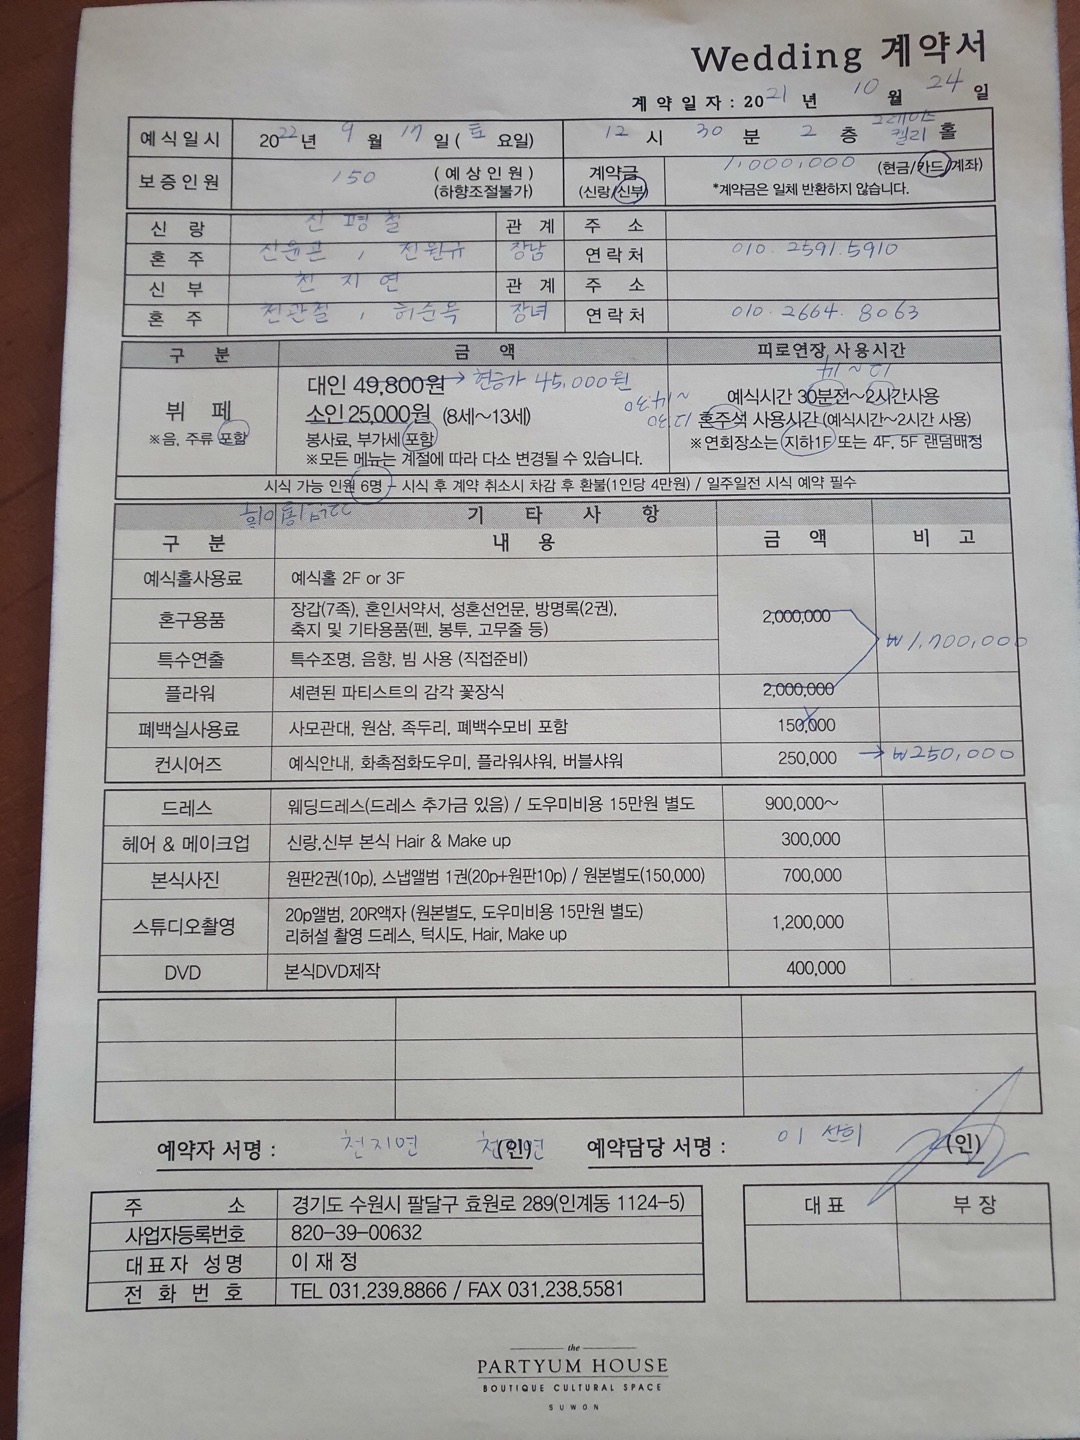 Wedding 계약서
계 약 일 자 : 2021 년 10 월 24 일
예식일시 2022년 9 월 17 일 ( 토 요일) 12 시 30 분 2 층 그레이스 켈리 홀
보증인원 150 (예상인원) (하향조절불가) 계약금 (신랑/신부) 1,000,000 (현금/카드/계좌)
*계약금은 일체 반환하지 않습니다.
신 랑 신 평 철 관 계 주 소
혼 주 장남 연락처 010. 2591. 5910
신 부 천 지 연 관 계 주 소
혼 주 천관철 , 허순옥 장녀 연락처 010. 2664. 8063
구 분 금 액 피로연장, 사용시간
뷔 페
※음, 주류 포함
대인 49,800원 → 현금가 45,000원
소인 25,000원 (8세~13세)
봉사료, 부가세 포함
※모든 메뉴는 계절에 따라 다소 변경될 수 있습니다.
12 ~ 14
예식시간 30분전~2시간사용
12:30 ~ 14:30
혼주석 사용시간 (예식시간~2시간 사용)
※연회장소는 지하1F 또는 4F, 5F 랜덤배정
시식 가능 인원 6명 - 시식 후 계약 취소시 차감 후 환불(1인당 4만원) / 일주일전 시식 예약 필수
기 타 사 항
구 분 내 용 금 액 비 고
예식홀사용료 예식홀 2F or 3F
혼구용품 장갑(7족), 혼인서약서, 성혼선언문, 방명록(2권),
축지 및 기타용품(펜, 봉투, 고무줄 등) 2,000,000 ₩1,700,000
특수연출 특수조명, 음향, 빔 사용 (직접준비)
플라워 세련된 파티스트의 감각 꽃장식 2,000,000
폐백실사용료 사모관대, 원삼, 족두리, 폐백수모비 포함 150,000
컨시어즈 예식안내, 화촉점화도우미, 플라워샤워, 버블샤워 250,000 → ₩250,000
드레스 웨딩드레스(드레스 추가금 있음) / 도우미비용 15만원 별도 900,000~
헤어 & 메이크업 신랑,신부 본식 Hair & Make up 300,000
본식사진 원판2권(10p), 스냅앨범 1권(20p+원판10p) / 원본별도(150,000) 700,000
스튜디오촬영 20p앨범, 20R액자 (원본별도, 도우미비용 15만원 별도)
리허설 촬영 드레스, 턱시도, Hair, Make up 1,200,000
DVD 본식DVD제작 400,000
예약자 서명 : 천지연 천지연 (인) 예약담당 서명 : 이 산희 (인)
주 소 경기도 수원시 팔달구 효원로 289(인계동 1124-5)
사업자등록번호 820-39-00632
대표자 성명 이 재 정
전 화 번 호 TEL 031.239.8866 / FAX 031.238.5581
대 표 부 장
the
PARTYUM HOUSE
BOUTIQUE CULTURAL SPACE
SUWON